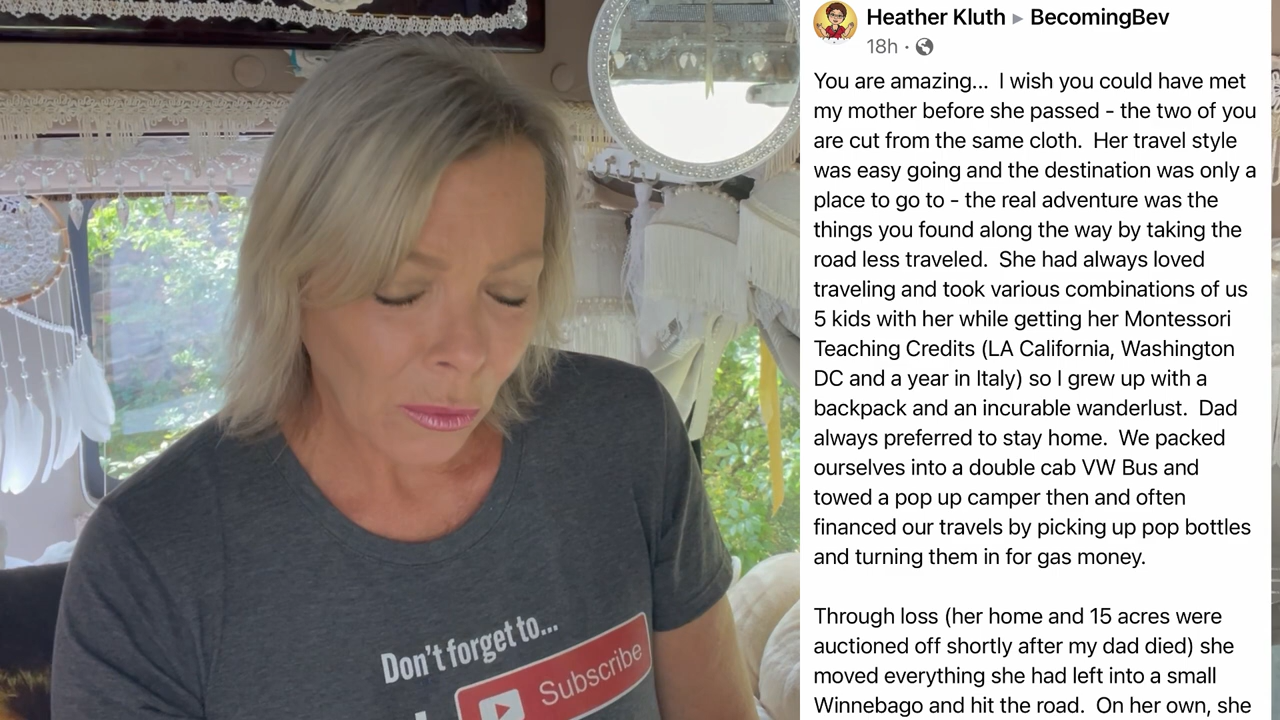 Heather Kluth ▸ BecomingBev
18h ·
You are amazing... I wish you could have met
my mother before she passed - the two of you
are cut from the same cloth. Her travel style
was easy going and the destination was only a
place to go to - the real adventure was the
things you found along the way by taking the
road less traveled. She had always loved
traveling and took various combinations of us
5 kids with her while getting her Montessori
Teaching Credits (LA California, Washington
DC and a year in Italy) so I grew up with a
backpack and an incurable wanderlust. Dad
always preferred to stay home. We packed
ourselves into a double cab VW Bus and
towed a pop up camper then and often
financed our travels by picking up pop bottles
and turning them in for gas money.
Through loss (her home and 15 acres were
auctioned off shortly after my dad died) she
moved everything she had left into a small
Winnebago and hit the road. On her own, she
Don't forget to...
Subscribe